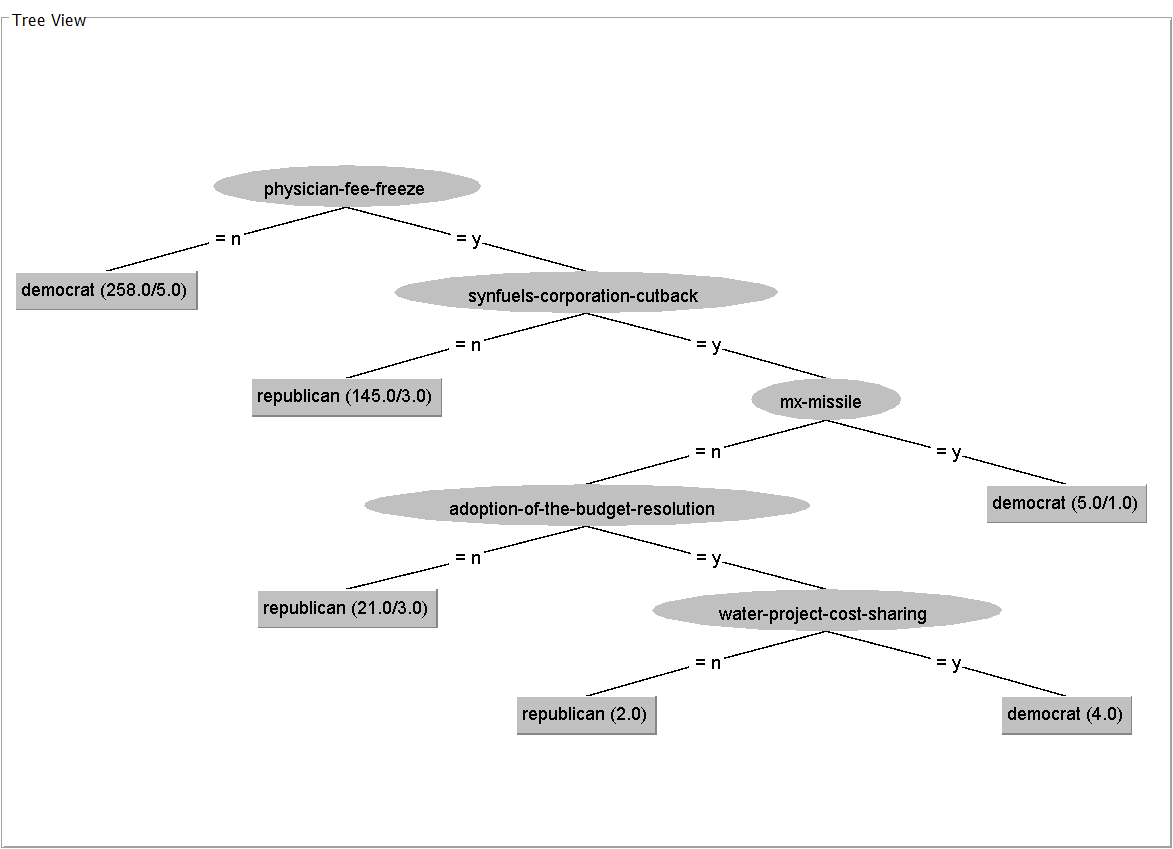 Tree View
physician-fee-freeze
= n
= y
democrat (258.0/5.0)
synfuels-corporation-cutback
= n
= y
republican (145.0/3.0)
mx-missile
= n
= y
adoption-of-the-budget-resolution
democrat (5.0/1.0)
= n
= y
republican (21.0/3.0)
water-project-cost-sharing
= n
= y
republican (2.0)
democrat (4.0)